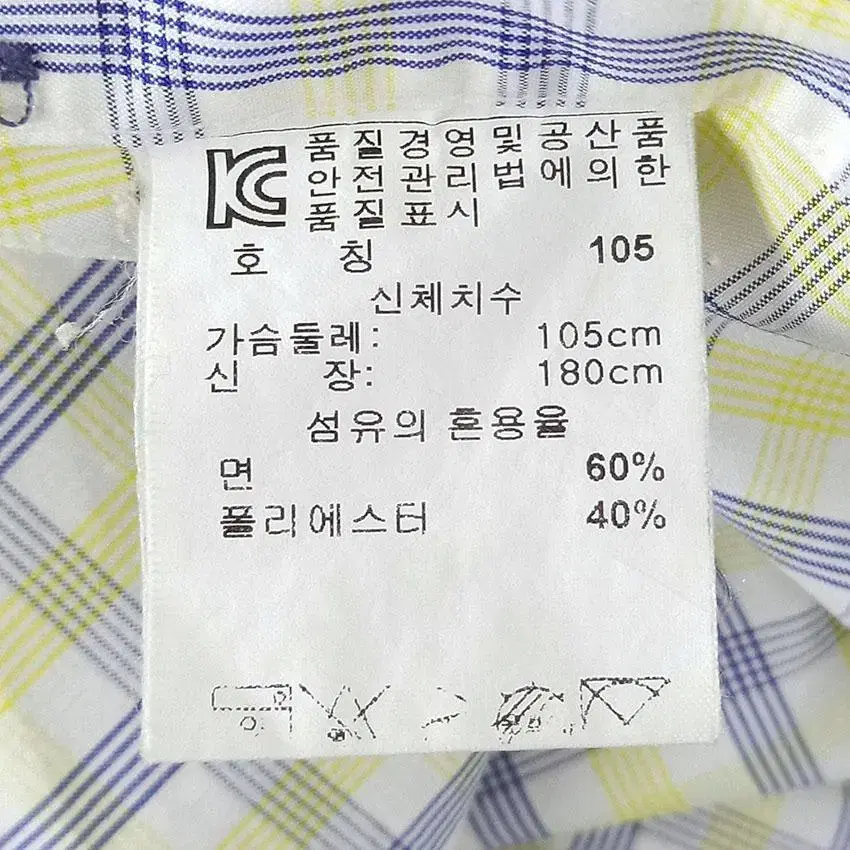 KC 품질경영및공산품
안전관리법에의한
품질표시
호 칭 105
신체치수
가슴둘레: 105cm
신 장: 180cm
섬유의 혼용율
면 60%
폴리에스터 40%